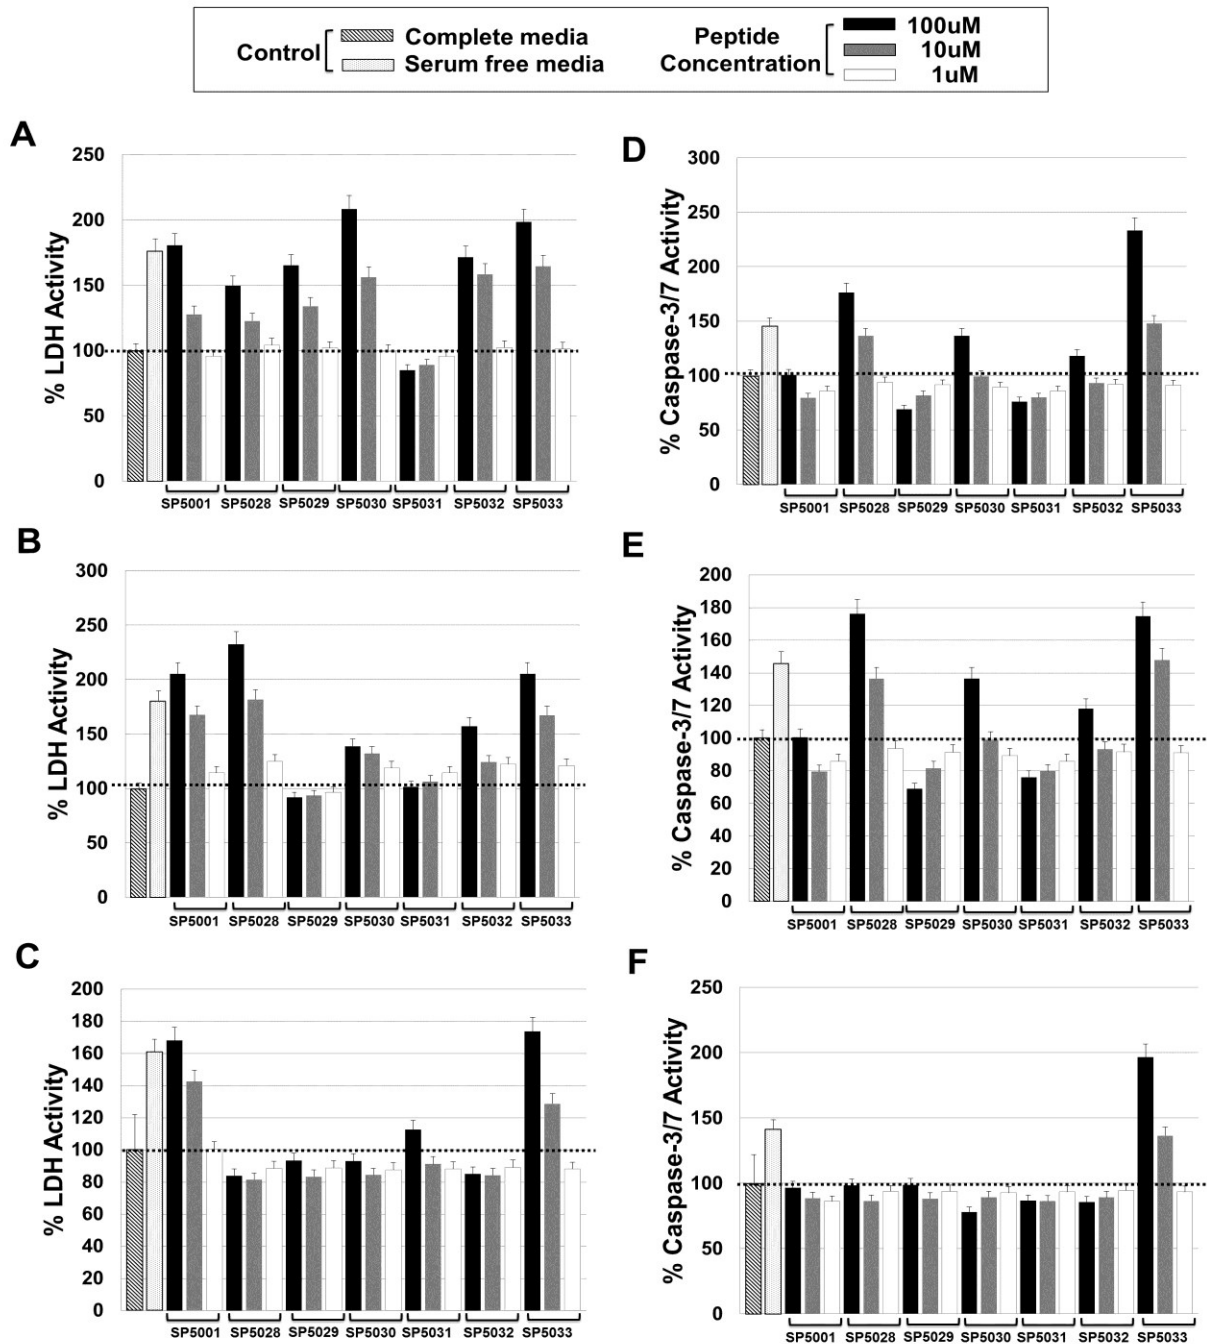 Control
Complete media
Serum free media
Peptide
Concentration
100uM
10uM
1uM
A
% LDH Activity
250
200
150
100
50
0
SP5001 SP5028 SP5029 SP5030 SP5031 SP5032 SP5033
D
% Caspase-3/7 Activity
300
250
200
150
100
50
0
SP5001 SP5028 SP5029 SP5030 SP5031 SP5032 SP5033
B
% LDH Activity
300
250
200
150
100
50
0
SP5001 SP5028 SP5029 SP5030 SP5031 SP5032 SP5033
E
% Caspase-3/7 Activity
200
180
160
140
120
100
80
60
40
20
0
SP5001 SP5028 SP5029 SP5030 SP5031 SP5032 SP5033
C
% LDH Activity
200
180
160
140
120
100
80
60
40
20
0
SP5001 SP5028 SP5029 SP5030 SP5031 SP5032 SP5033
F
% Caspase-3/7 Activity
250
200
150
100
50
0
SP5001 SP5028 SP5029 SP5030 SP5031 SP5032 SP5033